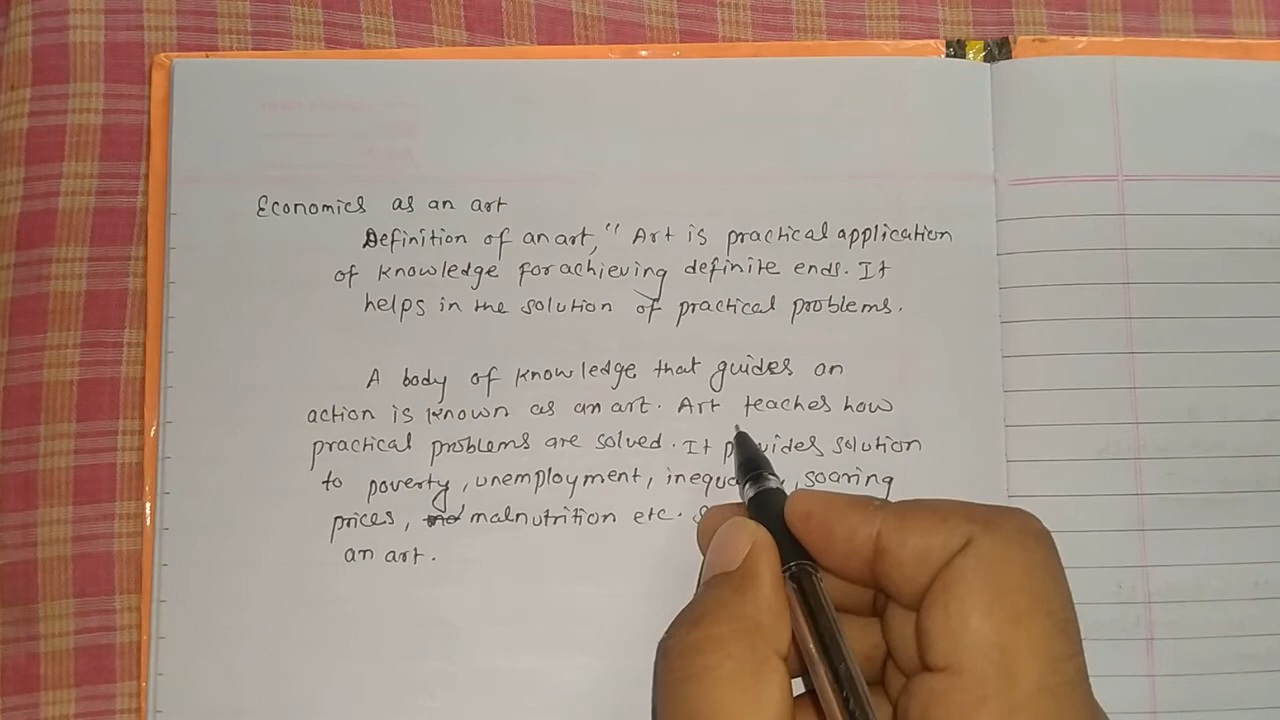 Economics as an art
Definition of an art, " Art is practical application
of knowledge for achieving definite ends. It
helps in the solution of practical problems.
A body of knowledge that guides an
action is known as an art. Art teaches how
practical problems are solved. It provides solution
to poverty, unemployment, soaring
prices, malnutrition etc.
an art.